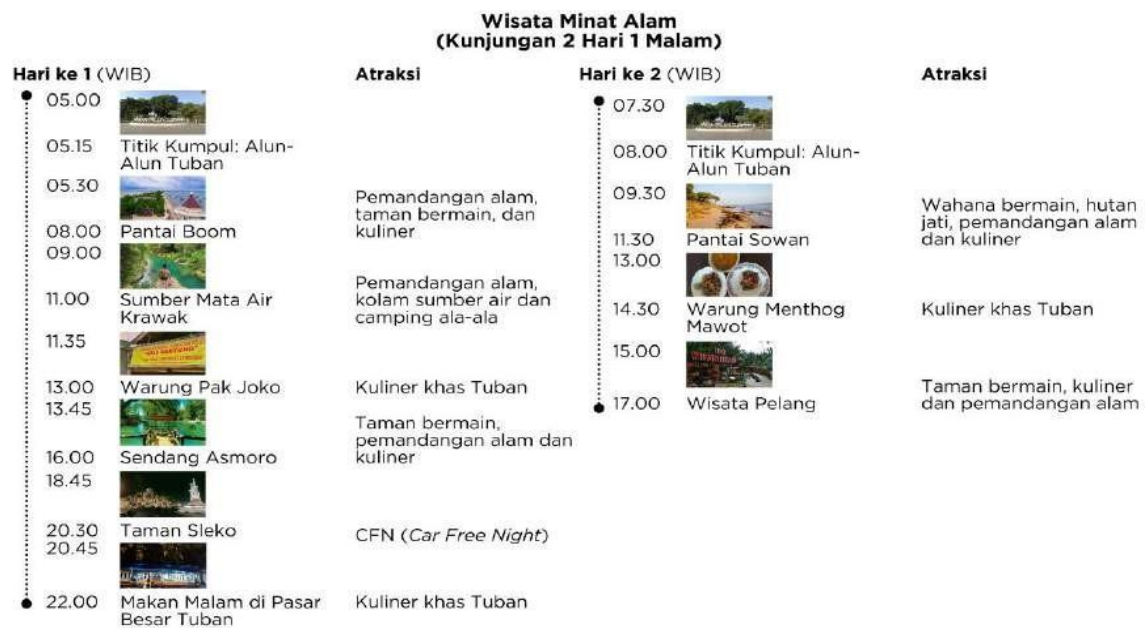 Wisata Minat Alam
(Kunjungan 2 Hari 1 Malam)
Hari ke 1 (WIB)
Atraksi
05.00
05.15 Titik Kumpul: Alun-
Alun Tuban
05.30
Pemandangan alam,
taman bermain, dan
kuliner
08.00 Pantai Boom
09.00
Pemandangan alam,
kolam sumber air dan
camping ala-ala
11.00 Sumber Mata Air
Krawak
11.35
13.00 Warung Pak Joko
Kuliner khas Tuban
13.45
Taman bermain,
pemandangan alam dan
kuliner
16.00 Sendang Asmoro
18.45
20.30 Taman Sleko
CFN (Car Free Night)
20.45
22.00 Makan Malam di Pasar
Besar Tuban
Kuliner khas Tuban
Hari ke 2 (WIB)
Atraksi
07.30
08.00 Titik Kumpul: Alun-
Alun Tuban
09.30
Wahana bermain, hutan
jati, pemandangan alam
dan kuliner
11.30 Pantai Sowan
13.00
14.30 Warung Menthog
Mawot
Kuliner khas Tuban
15.00
17.00 Wisata Pelang
Taman bermain, kuliner
dan pemandangan alam